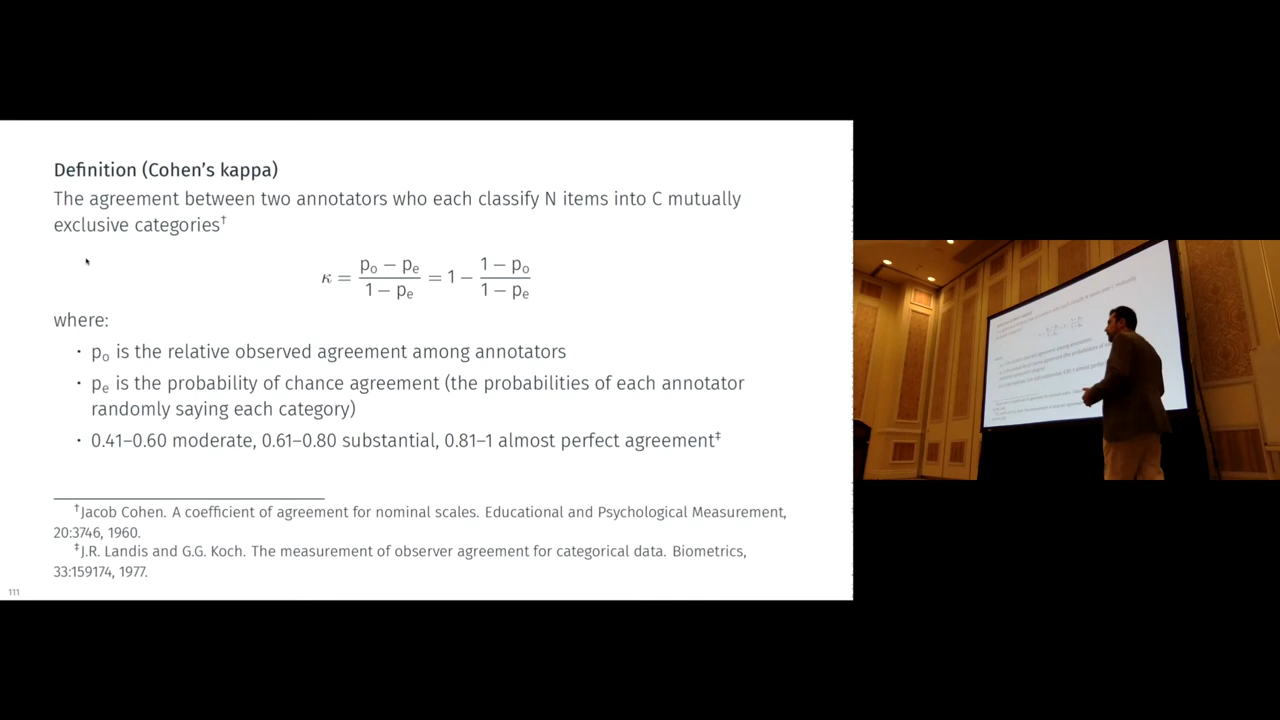 Definition (Cohen's kappa)
The agreement between two annotators who each classify N items into C mutually
exclusive categories†
κ = (pₒ − pₑ)/(1 − pₑ) = 1 − (1 − pₒ)/(1 − pₑ)
where:
· pₒ is the relative observed agreement among annotators
· pₑ is the probability of chance agreement (the probabilities of each annotator
randomly saying each category)
· 0.41–0.60 moderate, 0.61–0.80 substantial, 0.81–1 almost perfect agreement‡
†Jacob Cohen. A coefficient of agreement for nominal scales. Educational and Psychological Measurement,
20:3746, 1960.
‡J.R. Landis and G.G. Koch. The measurement of observer agreement for categorical data. Biometrics,
33:159174, 1977.
111